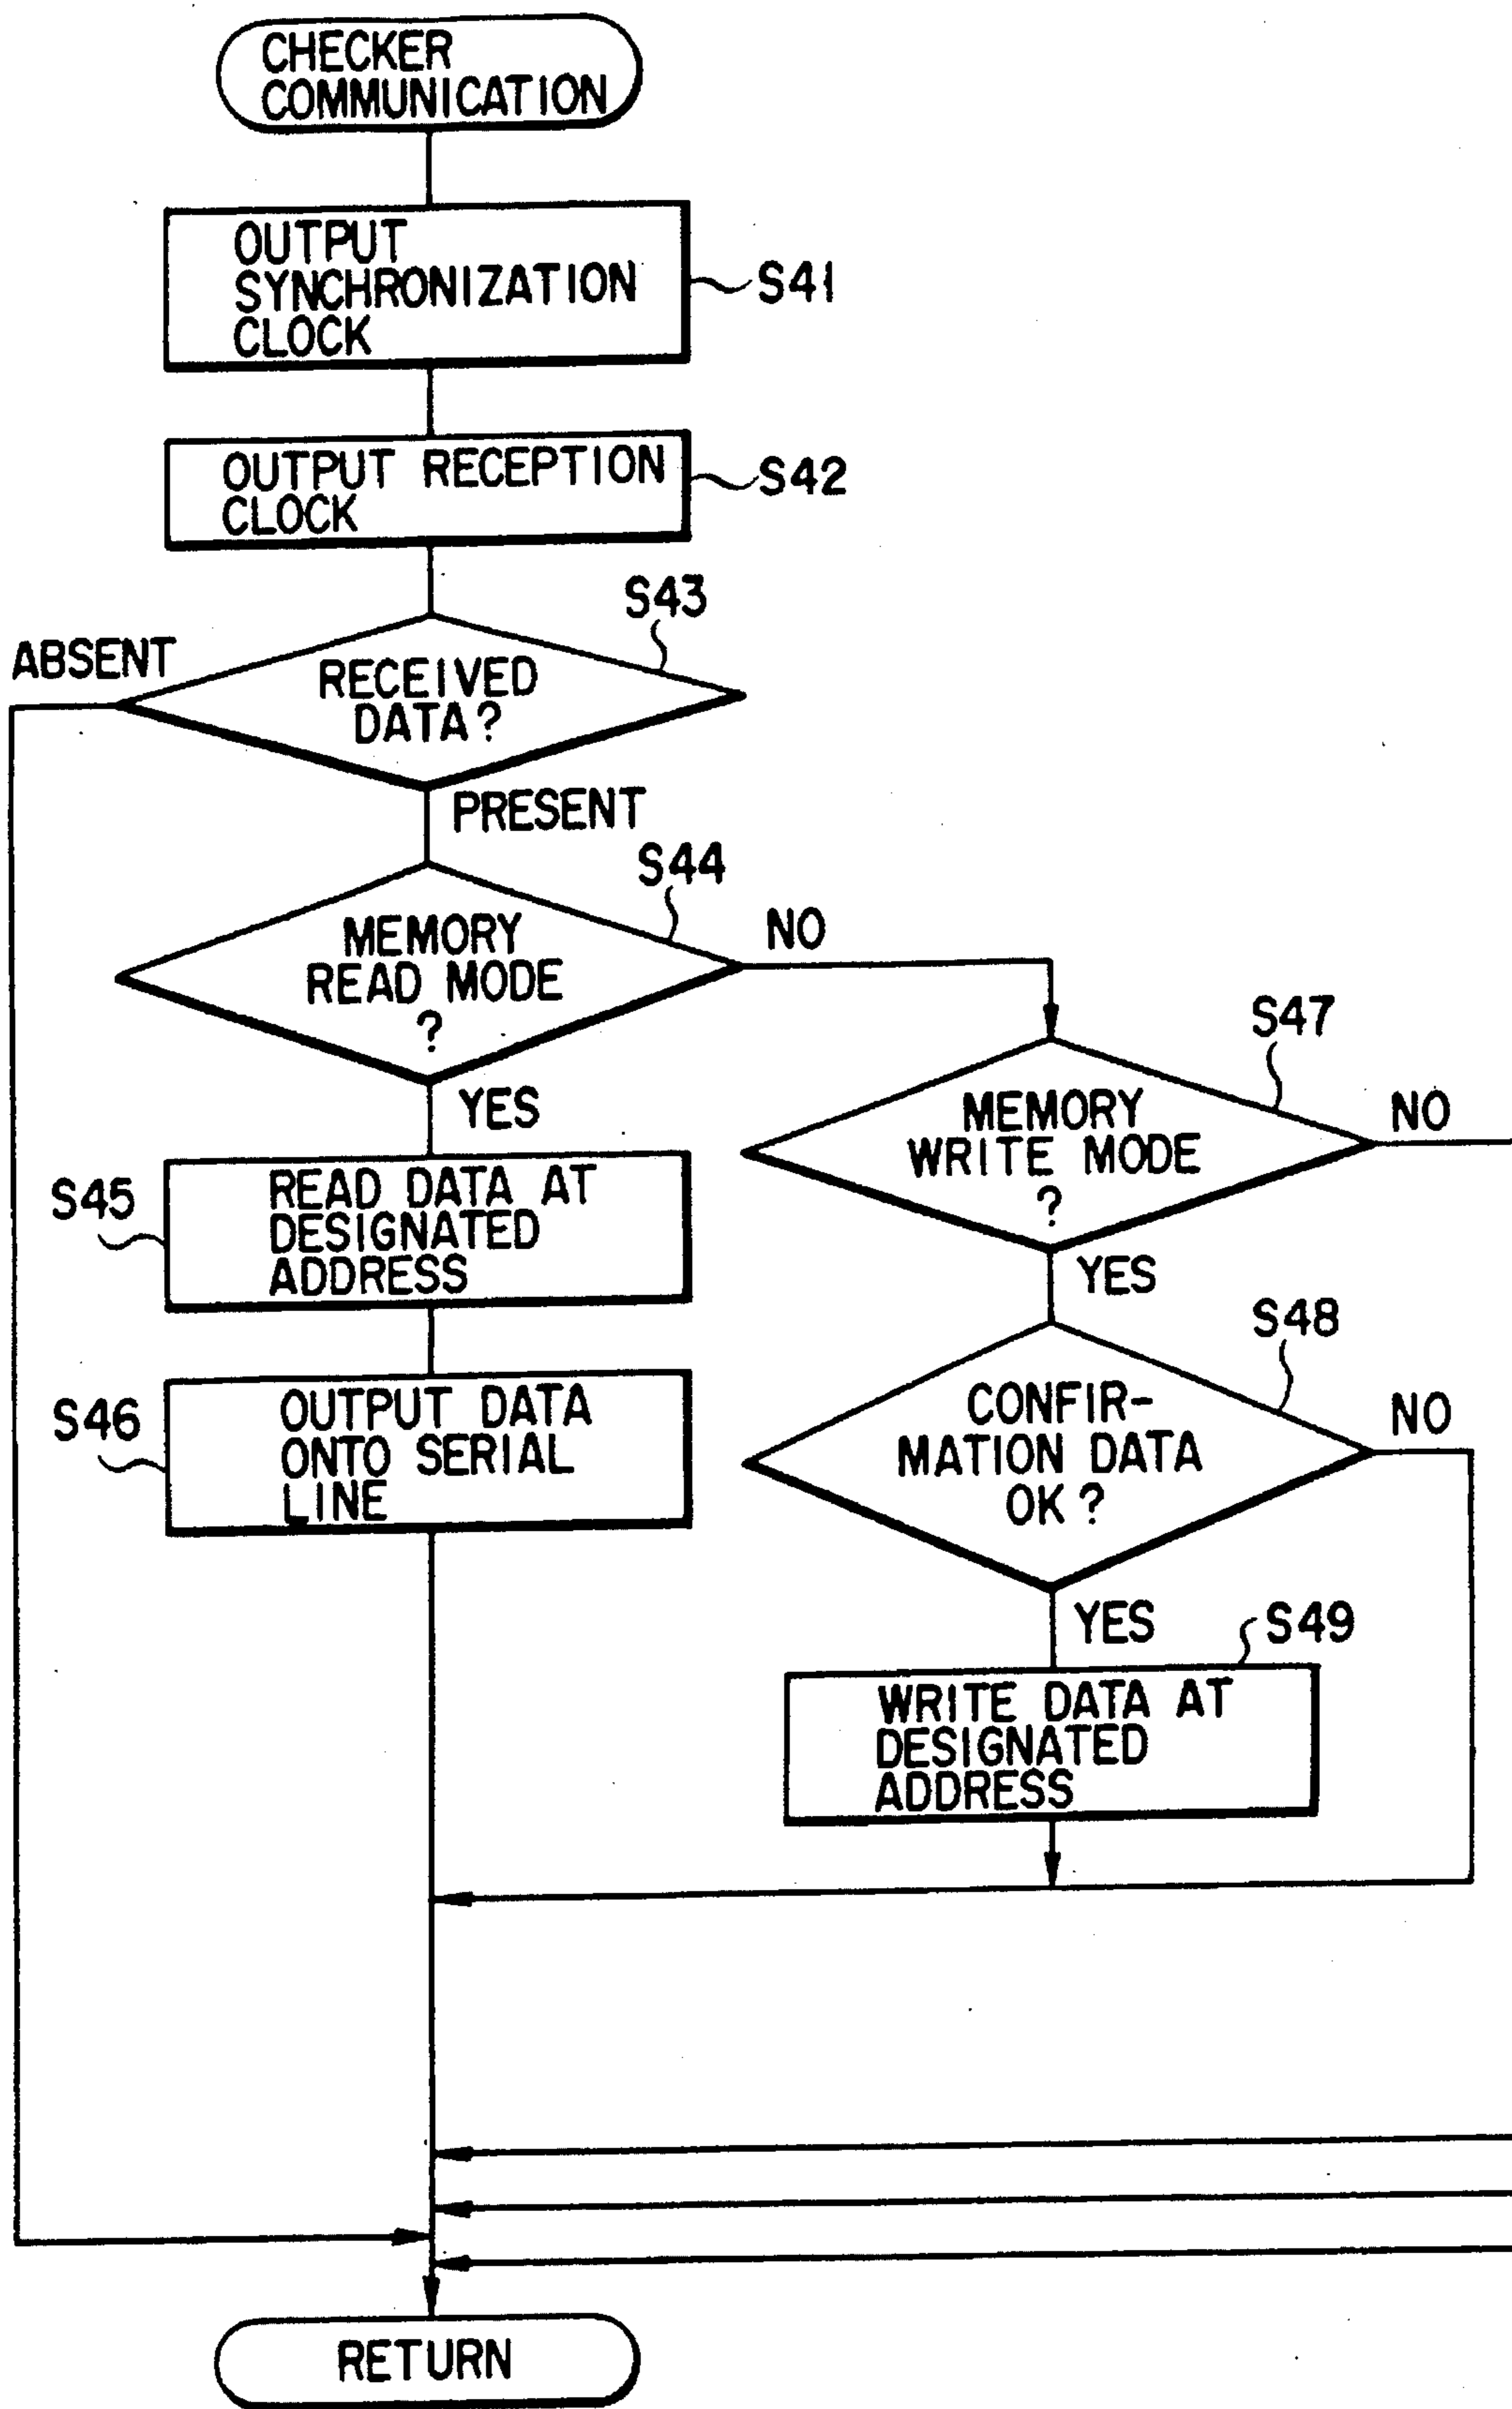 CHECKER
COMMUNICATION
OUTPUT
SYNCHRONIZATION
CLOCK
S41
OUTPUT RECEPTION
CLOCK
S42
S43
ABSENT
RECEIVED
DATA?
PRESENT
S44
MEMORY
READ MODE
?
NO
YES
S47
MEMORY
WRITE MODE
?
NO
YES
S45
READ DATA AT
DESIGNATED
ADDRESS
S48
CONFIR-
MATION DATA
OK?
NO
YES
S46
OUTPUT DATA
ONTO SERIAL
LINE
S49
WRITE DATA AT
DESIGNATED
ADDRESS
RETURN